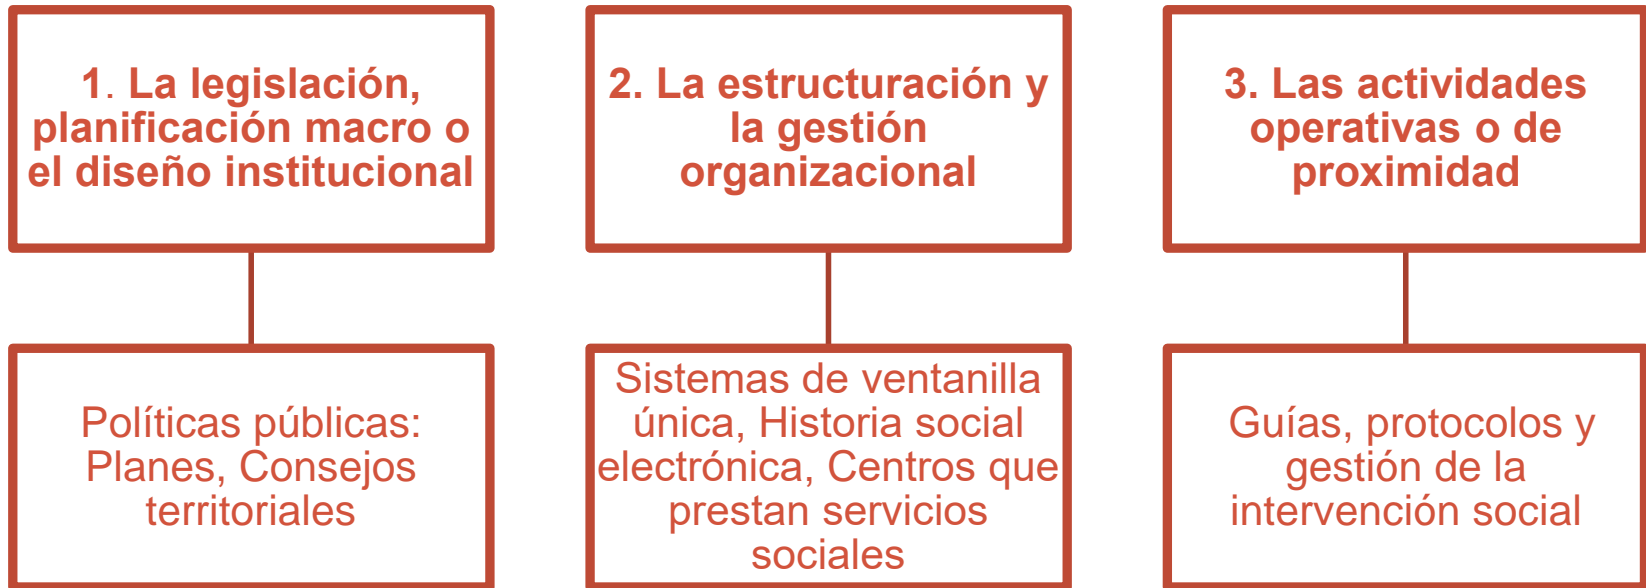 1. La legislación,
planificación macro o
el diseño institucional
Políticas públicas:
Planes, Consejos
territoriales
2. La estructuración y
la gestión
organizacional
Sistemas de ventanilla
única, Historia social
electrónica, Centros que
prestan servicios
sociales
3. Las actividades
operativas o de
proximidad
Guías, protocolos y
gestión de la
intervención social